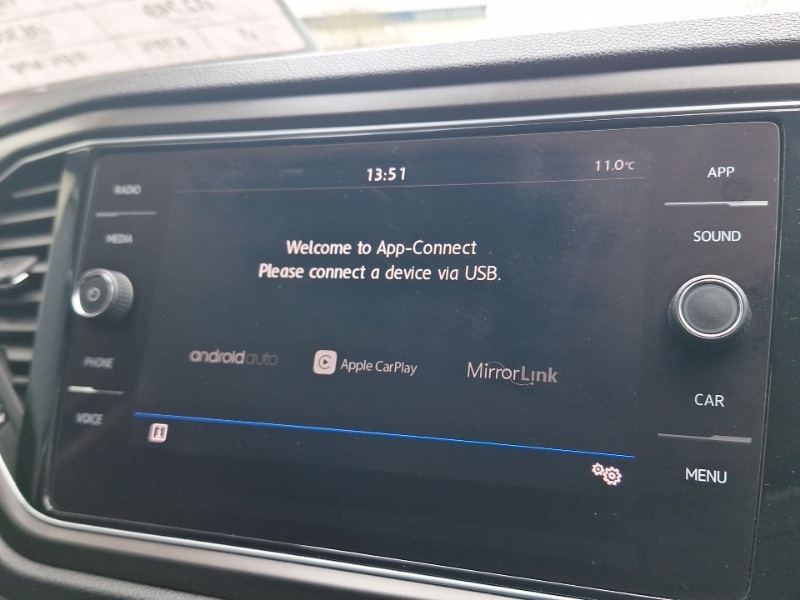 13:51
11.0°C
RADIO
MEDIA
PHONE
VOICE
Welcome to App-Connect
Please connect a device via USB.
androidauto
Apple CarPlay
MirrorLink
APP
SOUND
CAR
MENU